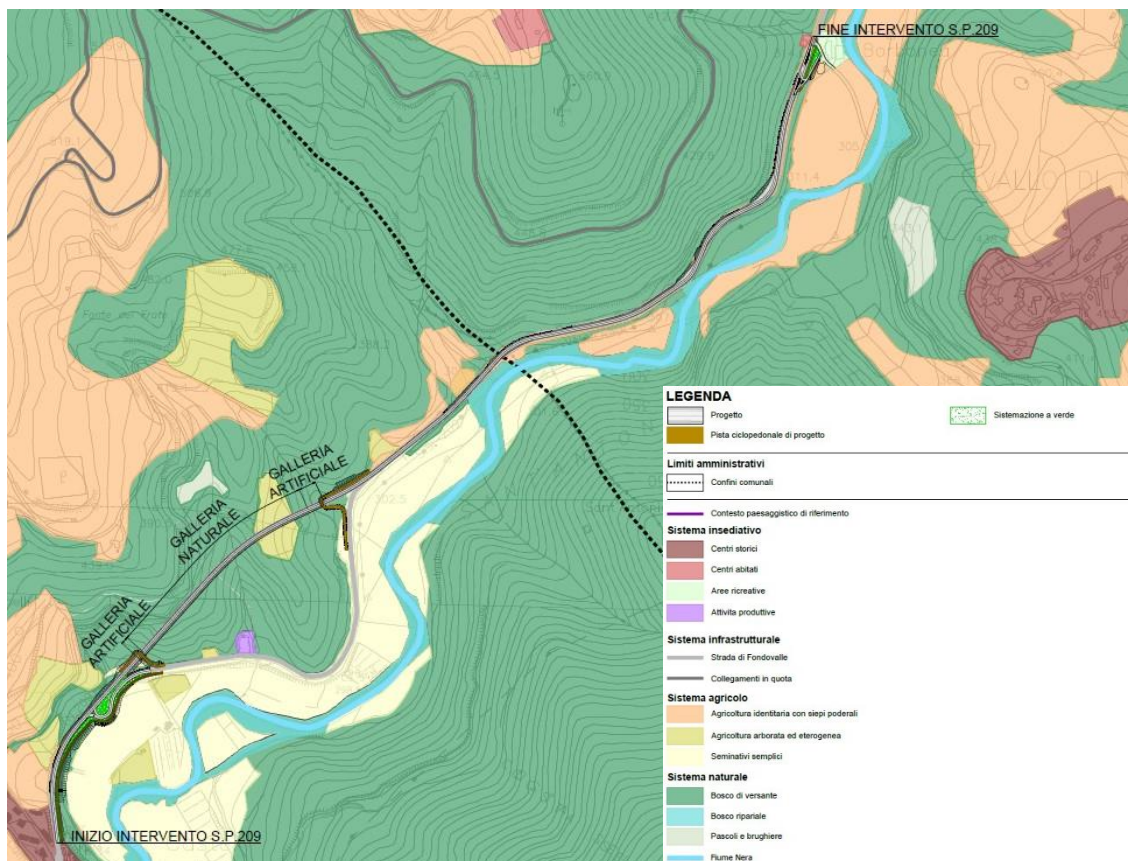 FINE INTERVENTO S.P.209
GALLERIA
ARTIFICIALE
GALLERIA
NATURALE
GALLERIA
ARTIFICIALE
INIZIO INTERVENTO S.P.209
302.5
LEGENDA
Progetto
Sistemazione a verde
Pista ciclopedonale di progetto
Limiti amministrativi
Confini comunali
Contesto paesaggistico di riferimento
Sistema insediativo
Centri storici
Centri abitati
Aree ricreative
Attivita produttive
Sistema infrastrutturale
Strada di Fondovalle
Collegamenti in quota
Sistema agricolo
Agricoltura identitaria con siepi poderali
Agricoltura arborata ed eterogenea
Seminativi semplici
Sistema naturale
Bosco di versante
Bosco ripariale
Pascoli e brughiere
Fiume Nera